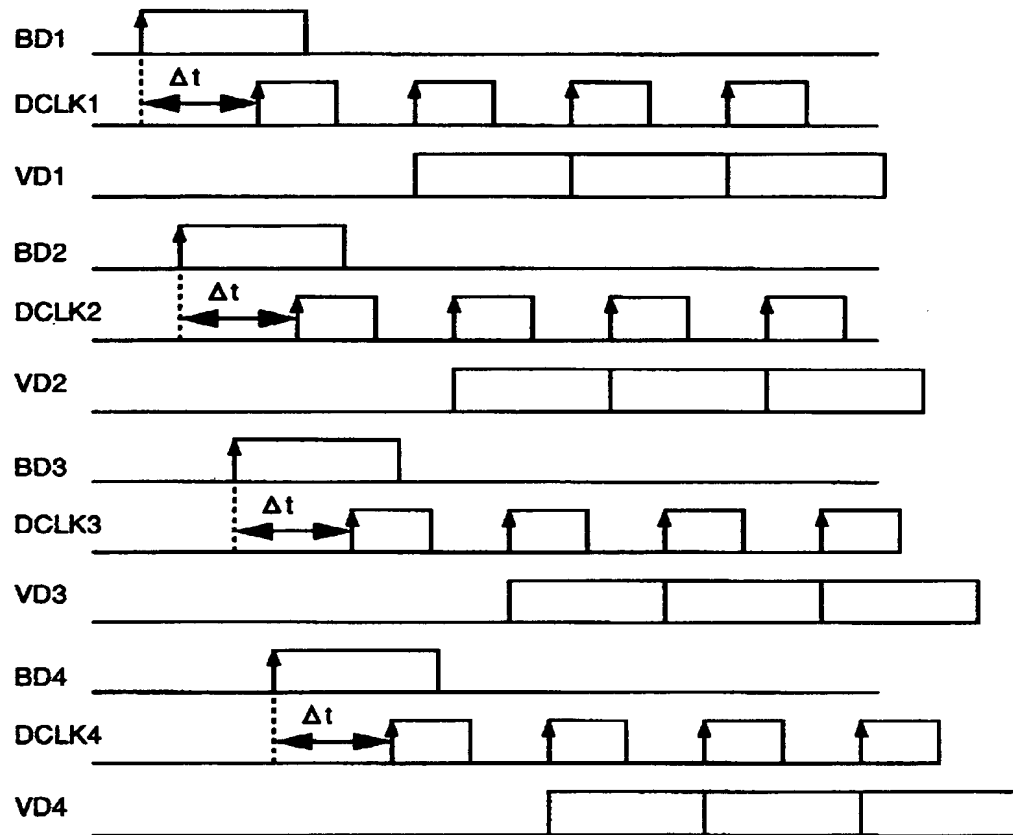 BD1
Δt
DCLK1
VD1
BD2
Δt
DCLK2
VD2
BD3
Δt
DCLK3
VD3
BD4
Δt
DCLK4
VD4